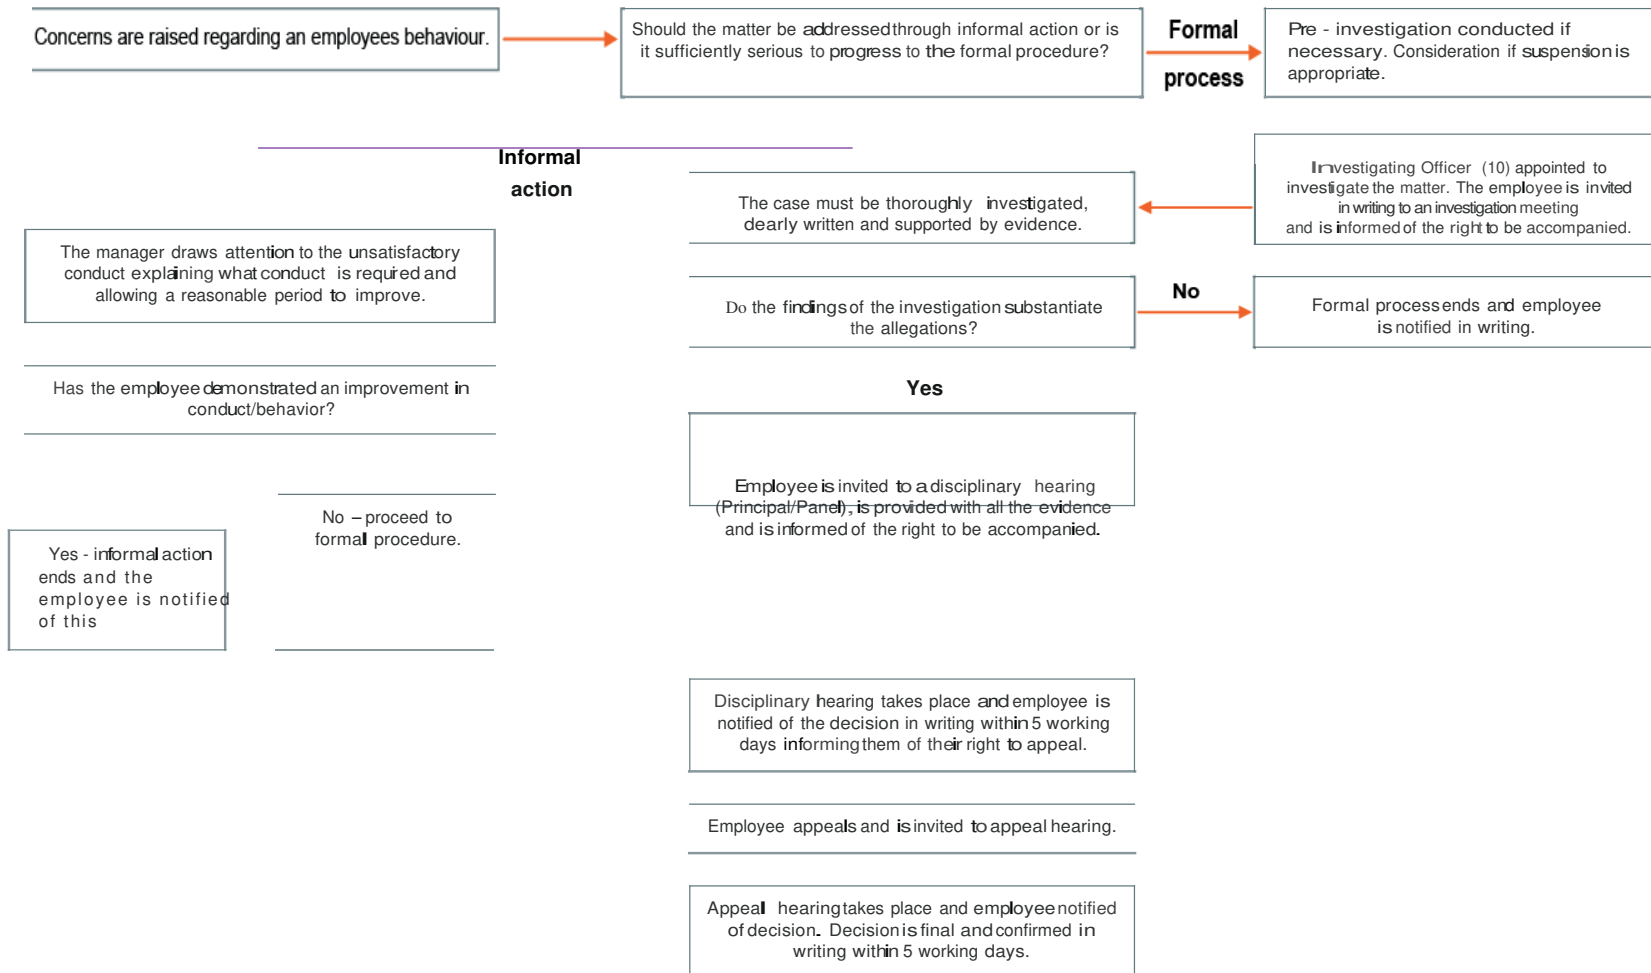 Concerns are raised regarding an employees behaviour.
Should the matter be addressed through informal action or is
it sufficiently serious to progress to the formal procedure?
Formal
process
Pre - investigation conducted if
necessary. Consideration if suspension is
appropriate.
Informal
action
Investigating Officer (10) appointed to
investigate the matter. The employee is invited
in writing to an investigation meeting
and is informed of the right to be accompanied.
The case must be thoroughly investigated,
dearly written and supported by evidence.
The manager draws attention to the unsatisfactory
conduct explaining what conduct is required and
allowing a reasonable period to improve.
Do the findings of the investigation substantiate
the allegations?
No
Formal process ends and employee
is notified in writing.
Has the employee demonstrated an improvement in
conduct/behavior?
Yes
Employee is invited to a disciplinary hearing
(Principal/Panel), is provided with all the evidence
and is informed of the right to be accompanied.
No – proceed to
formal procedure.
Yes - informal action
ends and the
employee is notified
of this
Disciplinary hearing takes place and employee is
notified of the decision in writing within 5 working
days informing them of their right to appeal.
Employee appeals and is invited to appeal hearing.
Appeal hearing takes place and employee notified
of decision. Decision is final and confirmed in
writing within 5 working days.